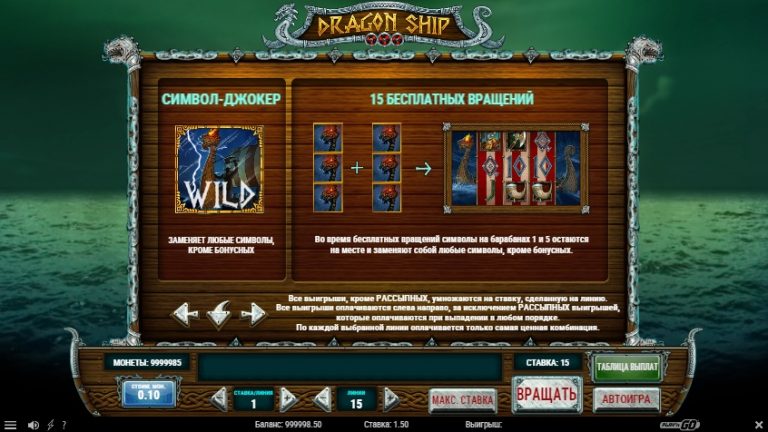 DRAGON SHIP
СИМВОЛ-ДЖОКЕР
WILD
ЗАМЕНЯЕТ ЛЮБЫЕ СИМВОЛЫ,
КРОМЕ БОНУСНЫХ
15 БЕСПЛАТНЫХ ВРАЩЕНИЙ
+
Во время бесплатных вращений символы на барабанах 1 и 5 остаются
на месте и заменяют собой любые символы, кроме бонусных.
Все выигрыши, кроме РАССЫПНЫХ, умножаются на ставку, сделанную на линию.
Все выигрыши оплачиваются слева направо, за исключением РАССЫПНЫХ выигрышей,
которые оплачиваются при выпадении в любом порядке.
По каждой выбранной линии оплачивается только самая ценная комбинация.
МОНЕТЫ: 9999985
СТАВКА: 15
ТАБЛИЦА ВЫПЛАТ
0.10
СТАВКА/ЛИНИЯ
1
ЛИНИИ
15
МАКС. СТАВКА
ВРАЩАТЬ
АВТОИГРА
?
Баланс: 999998.50
Ставка: 1.50
Выигрыш:
PLAY'N GO